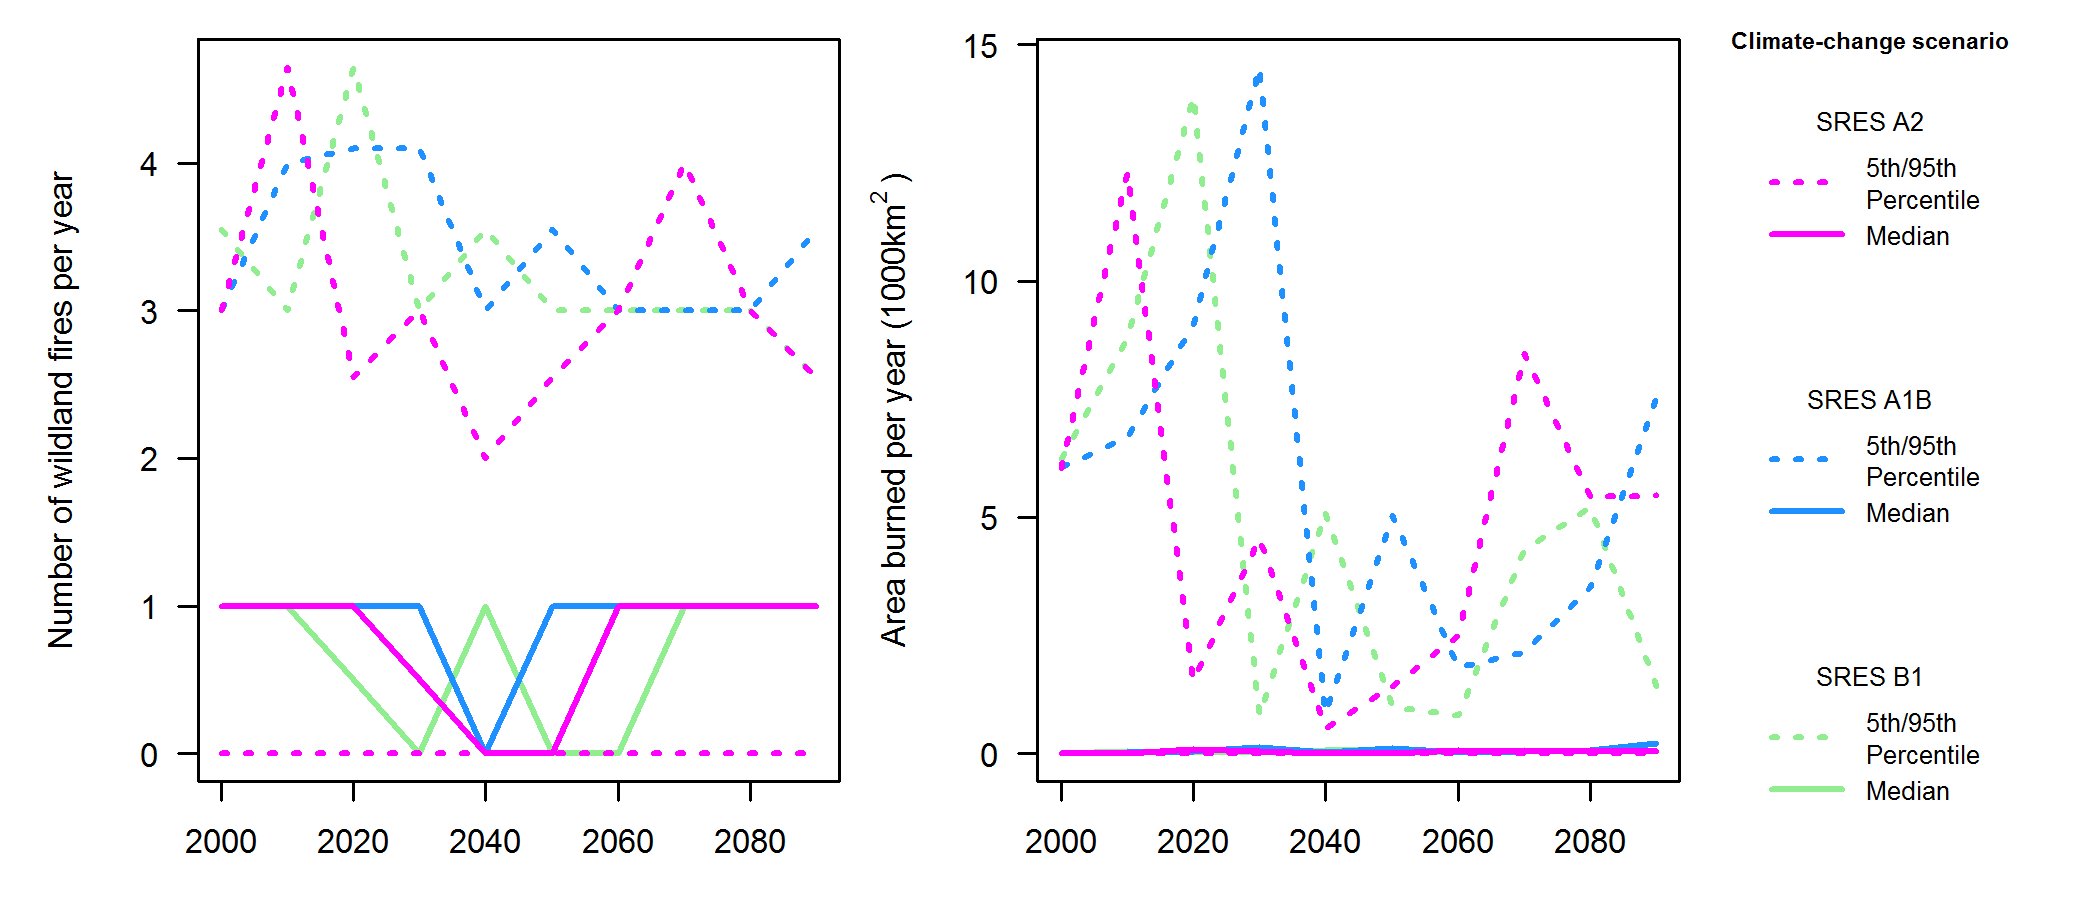 Number of wildland fires per year
4
3
2
1
0
2000 2020 2040 2060 2080
Area burned per year (1000km²)
15
10
5
0
2000 2020 2040 2060 2080
Climate-change scenario
SRES A2
5th/95th
Percentile
Median
SRES A1B
5th/95th
Percentile
Median
SRES B1
5th/95th
Percentile
Median